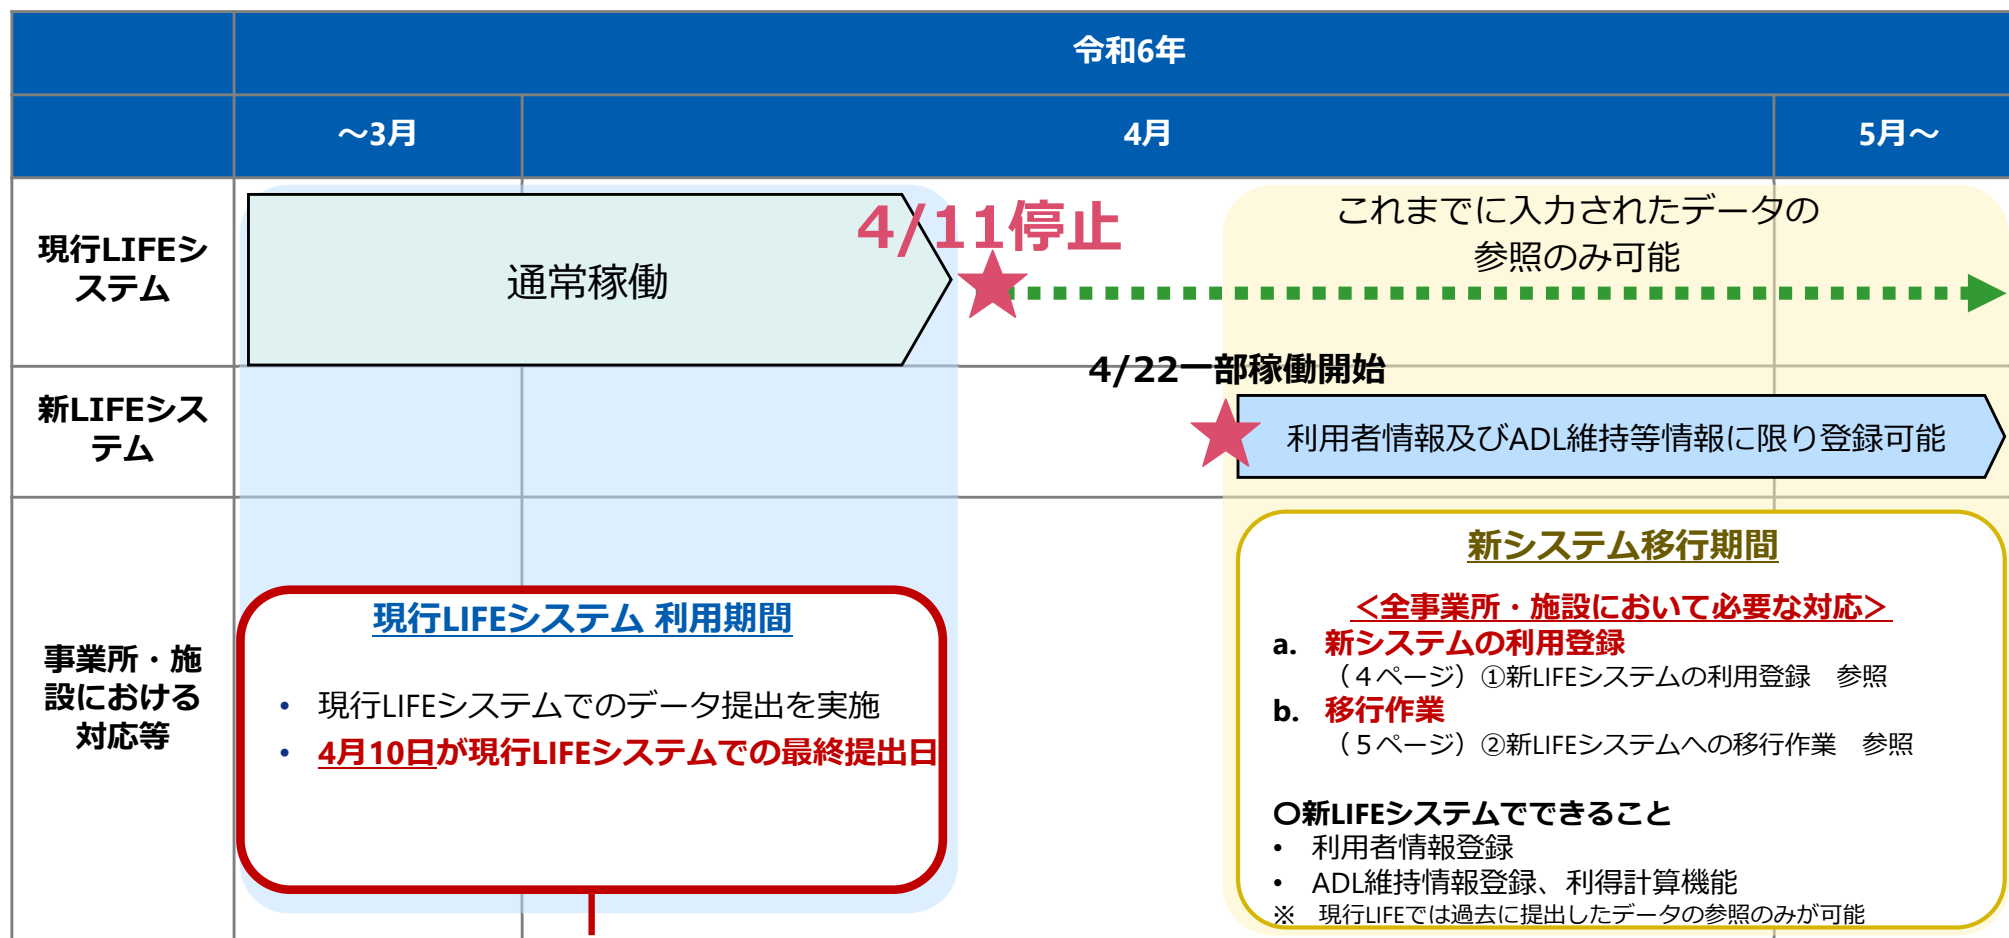 令和6年
～3月
4月
5月～
現行LIFEシ
ステム
通常稼働
4/11停止
これまでに入力されたデータの
参照のみ可能
新LIFEシス
テム
4/22一部稼働開始
利用者情報及びADL維持等情報に限り登録可能
事業所・施
設における
対応等
現行LIFEシステム 利用期間
• 現行LIFEシステムでのデータ提出を実施
• 4月10日が現行LIFEシステムでの最終提出日
新システム移行期間
＜全事業所・施設において必要な対応＞
a. 新システムの利用登録
（４ページ）①新LIFEシステムの利用登録　参照
b. 移行作業
（５ページ）②新LIFEシステムへの移行作業　参照
〇新LIFEシステムでできること
• 利用者情報登録
• ADL維持情報登録、利得計算機能
※　現行LIFEでは過去に提出したデータの参照のみが可能